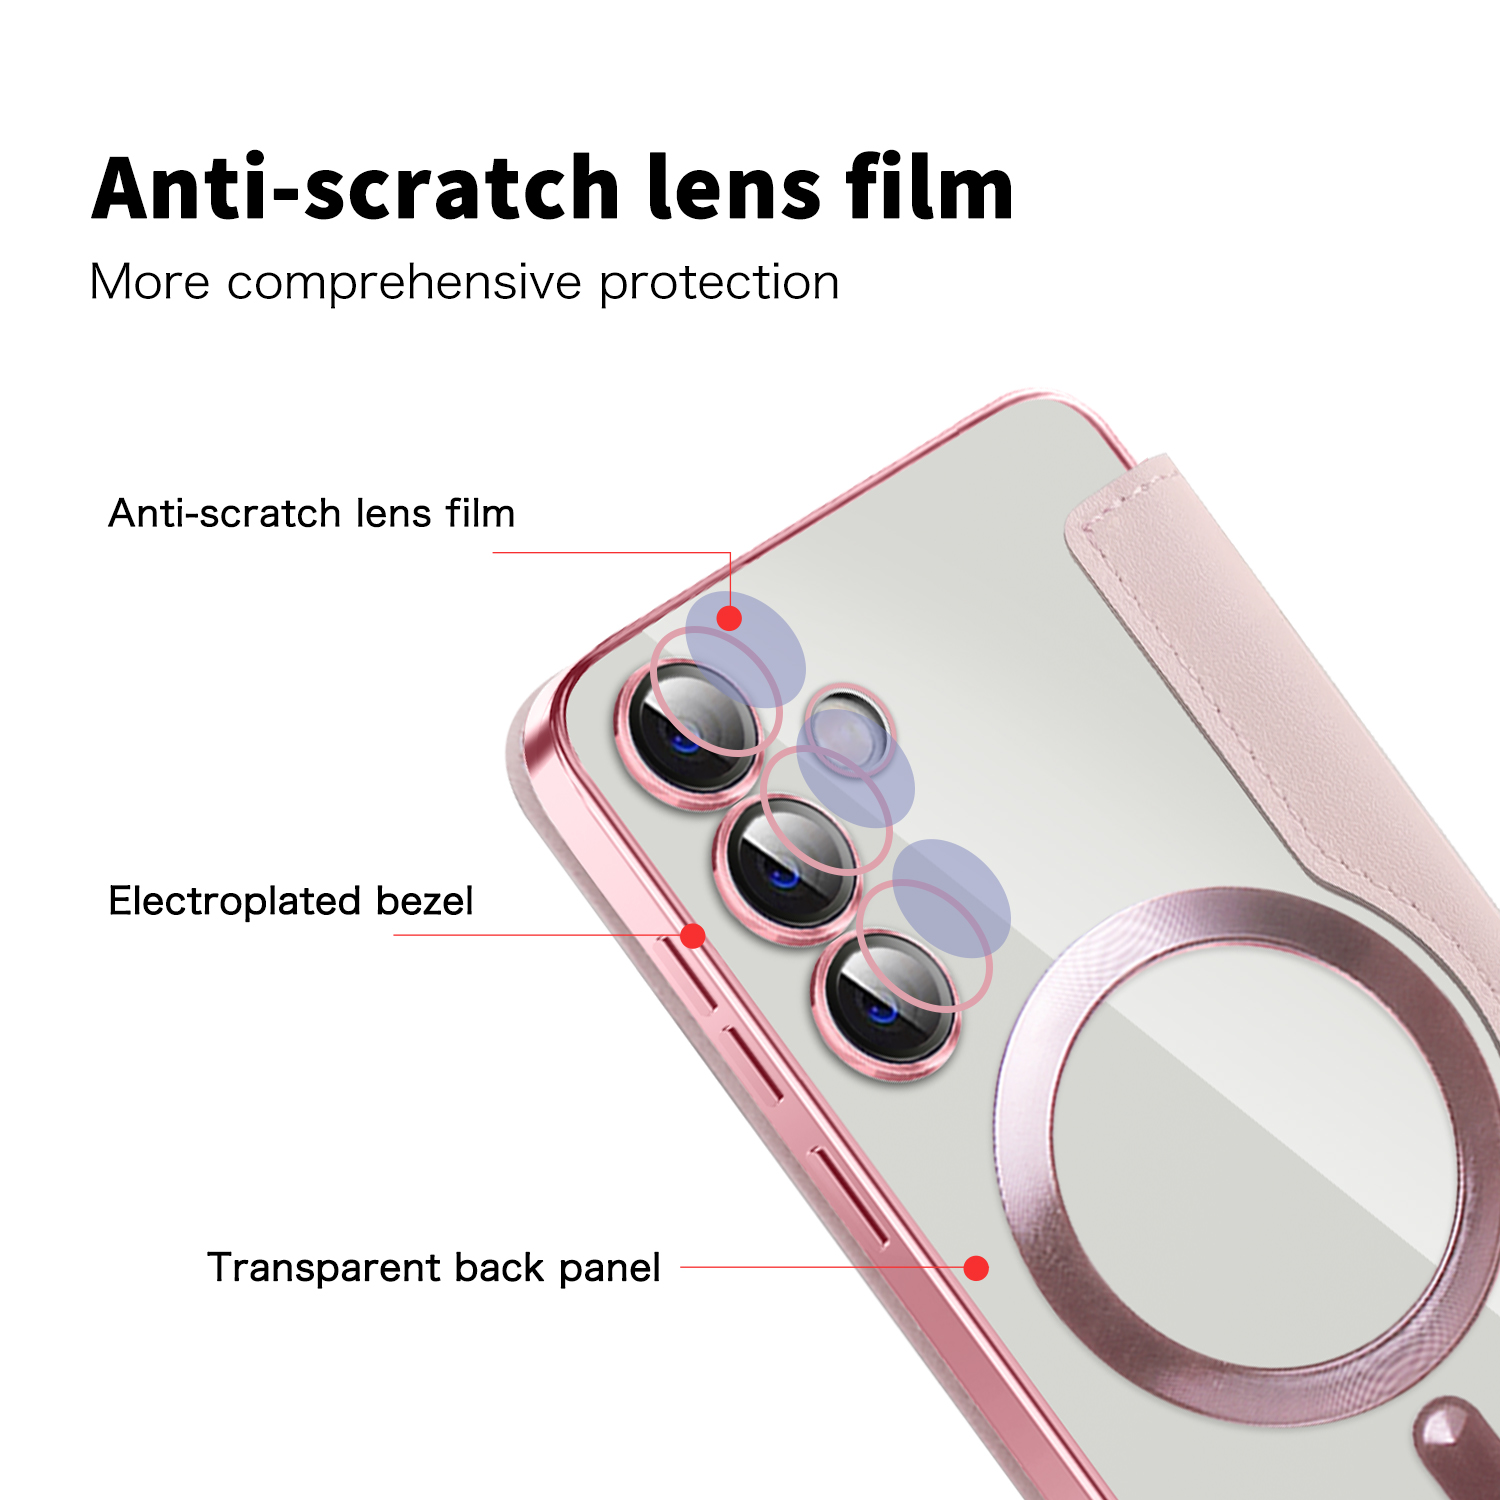 Anti-scratch lens film
More comprehensive protection
Anti-scratch lens film
Electroplated bezel
Transparent back panel